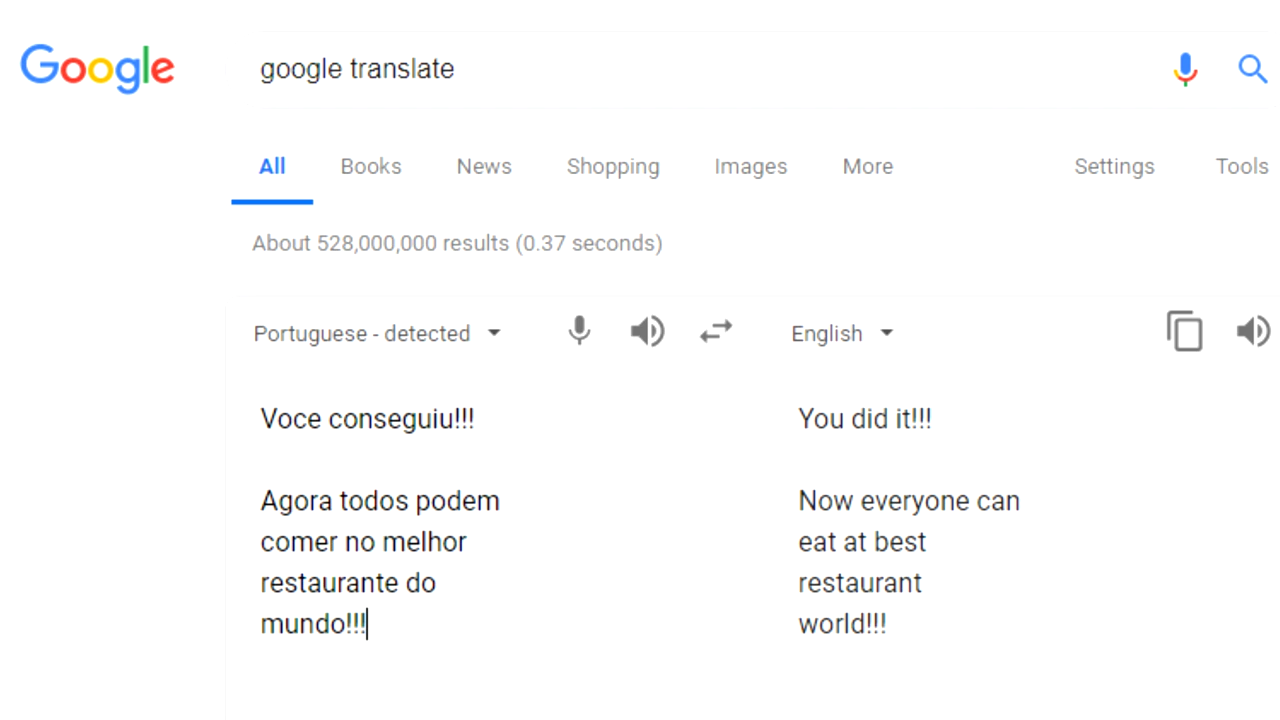 Google
google translate
All Books News Shopping Images More Settings Tools
About 528,000,000 results (0.37 seconds)
Portuguese - detected English
Voce conseguiu!!!
Agora todos podem
comer no melhor
restaurante do
mundo!!!
You did it!!!
Now everyone can
eat at best
restaurant
world!!!